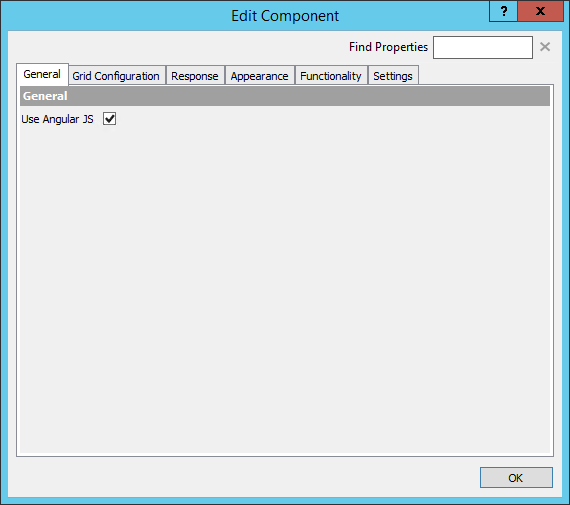 Edit Component
?
x
Find Properties
General Grid Configuration Response Appearance Functionality Settings
General
Use Angular JS
OK